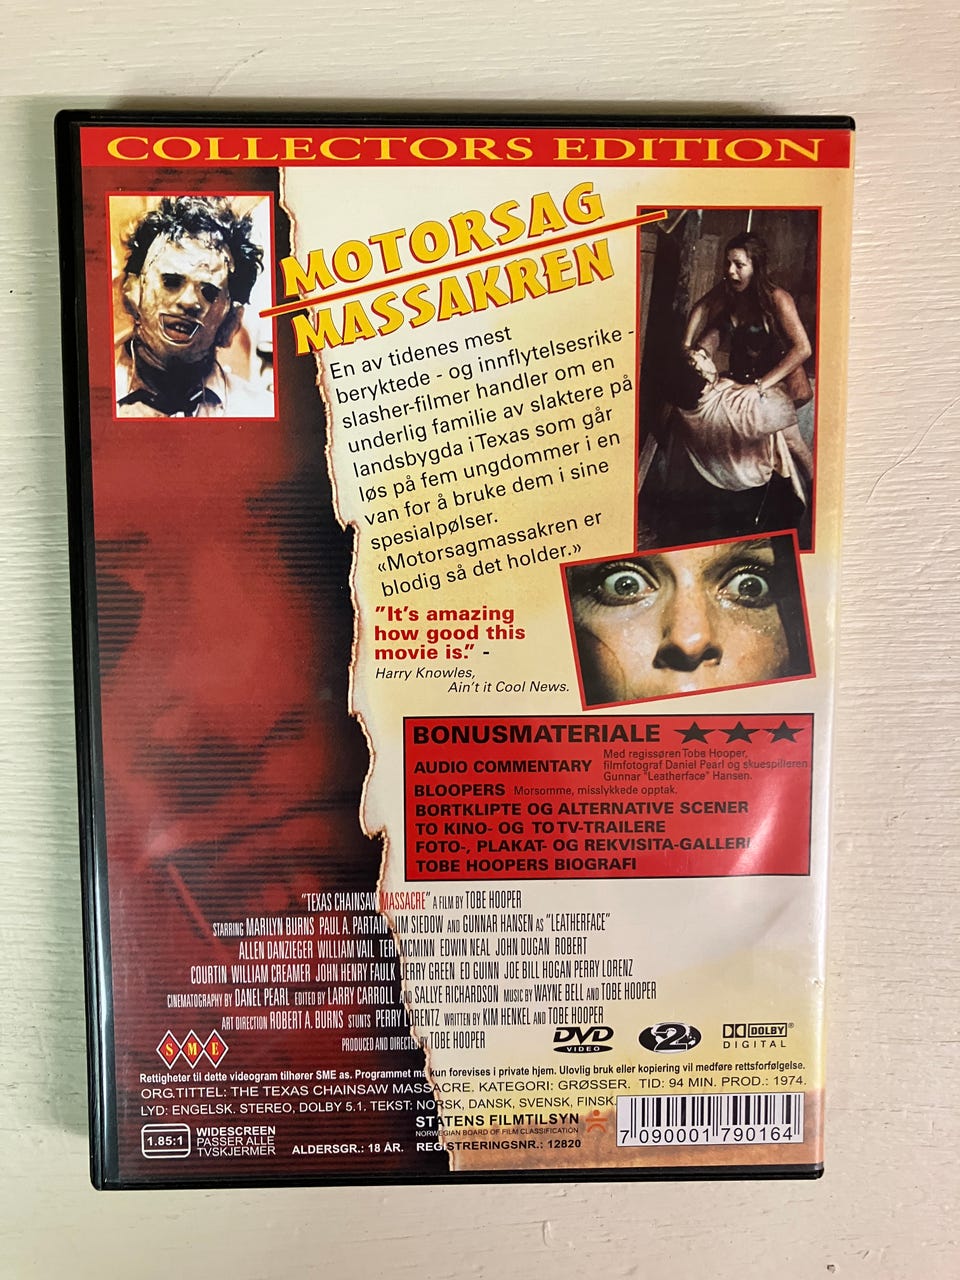 COLLECTORS EDITION
MOTORSAG
MASSAKREN
En av tidenes mest
beryktede - og innflytelsesrike -
slasher-filmer handler om en
underlig familie av slaktere på
landsbygda i Texas som går
løs på fem ungdommer i en
van for å bruke dem i sine
spesialpølser.
«Motorsagmassakren er
blodig så det holder.»
"It's amazing
how good this
movie is." -
Harry Knowles,
Ain't it Cool News.
BONUSMATERIALE
AUDIO COMMENTARY Med regissøren Tobe Hooper,
filmfotograf Daniel Pearl og skuespilleren
Gunnar "Leatherface" Hansen.
BLOOPERS Morsomme, misslykkede opptak.
BORTKLIPTE OG ALTERNATIVE SCENER
TO KINO- OG TO TV-TRAILERE
FOTO-, PLAKAT- OG REKVISITA-GALLERI
TOBE HOOPERS BIOGRAFI
"TEXAS CHAINSAW MASSACRE" A FILM BY TOBE HOOPER
STARRING MARILYN BURNS PAUL A. PARTAIN JIM SIEDOW AND GUNNAR HANSEN AS "LEATHERFACE"
ALLEN DANZIEGER WILLIAM VAIL TERI MCMINN EDWIN NEAL JOHN DUGAN ROBERT
COURTIN WILLIAM CREAMER JOHN HENRY FAULK JERRY GREEN ED GUINN JOE BILL HOGAN PERRY LORENZ
CINEMATOGRAPHY BY DANEL PEARL EDITED BY LARRY CARROLL AND SALLYE RICHARDSON MUSIC BY WAYNE BELL AND TOBE HOOPER
ART DIRECTION ROBERT A. BURNS STUNTS PERRY LORENTZ WRITTEN BY KIM HENKEL AND TOBE HOOPER
PRODUCED AND DIRECTED BY TOBE HOOPER
SME
DVD VIDEO
2
DOLBY®
DIGITAL
Rettigheter til dette videogram tilhører SME as. Programmet må kun forevises i private hjem. Ulovlig bruk eller kopiering vil medføre rettsforfølgelse.
ORG.TITTEL: THE TEXAS CHAINSAW MASSACRE. KATEGORI: GRØSSER. TID: 94 MIN. PROD.: 1974.
LYD: ENGELSK. STEREO, DOLBY 5.1. TEKST: NORSK, DANSK, SVENSK, FINSK.
1.85:1
WIDESCREEN
PASSER ALLE
TVSKJERMER
ALDERSGR.: 18 ÅR.
STATENS FILMTILSYN
NORWEGIAN BOARD OF FILM CLASSIFICATION
REGISTRERINGSNR.: 12820
7 090001 790164